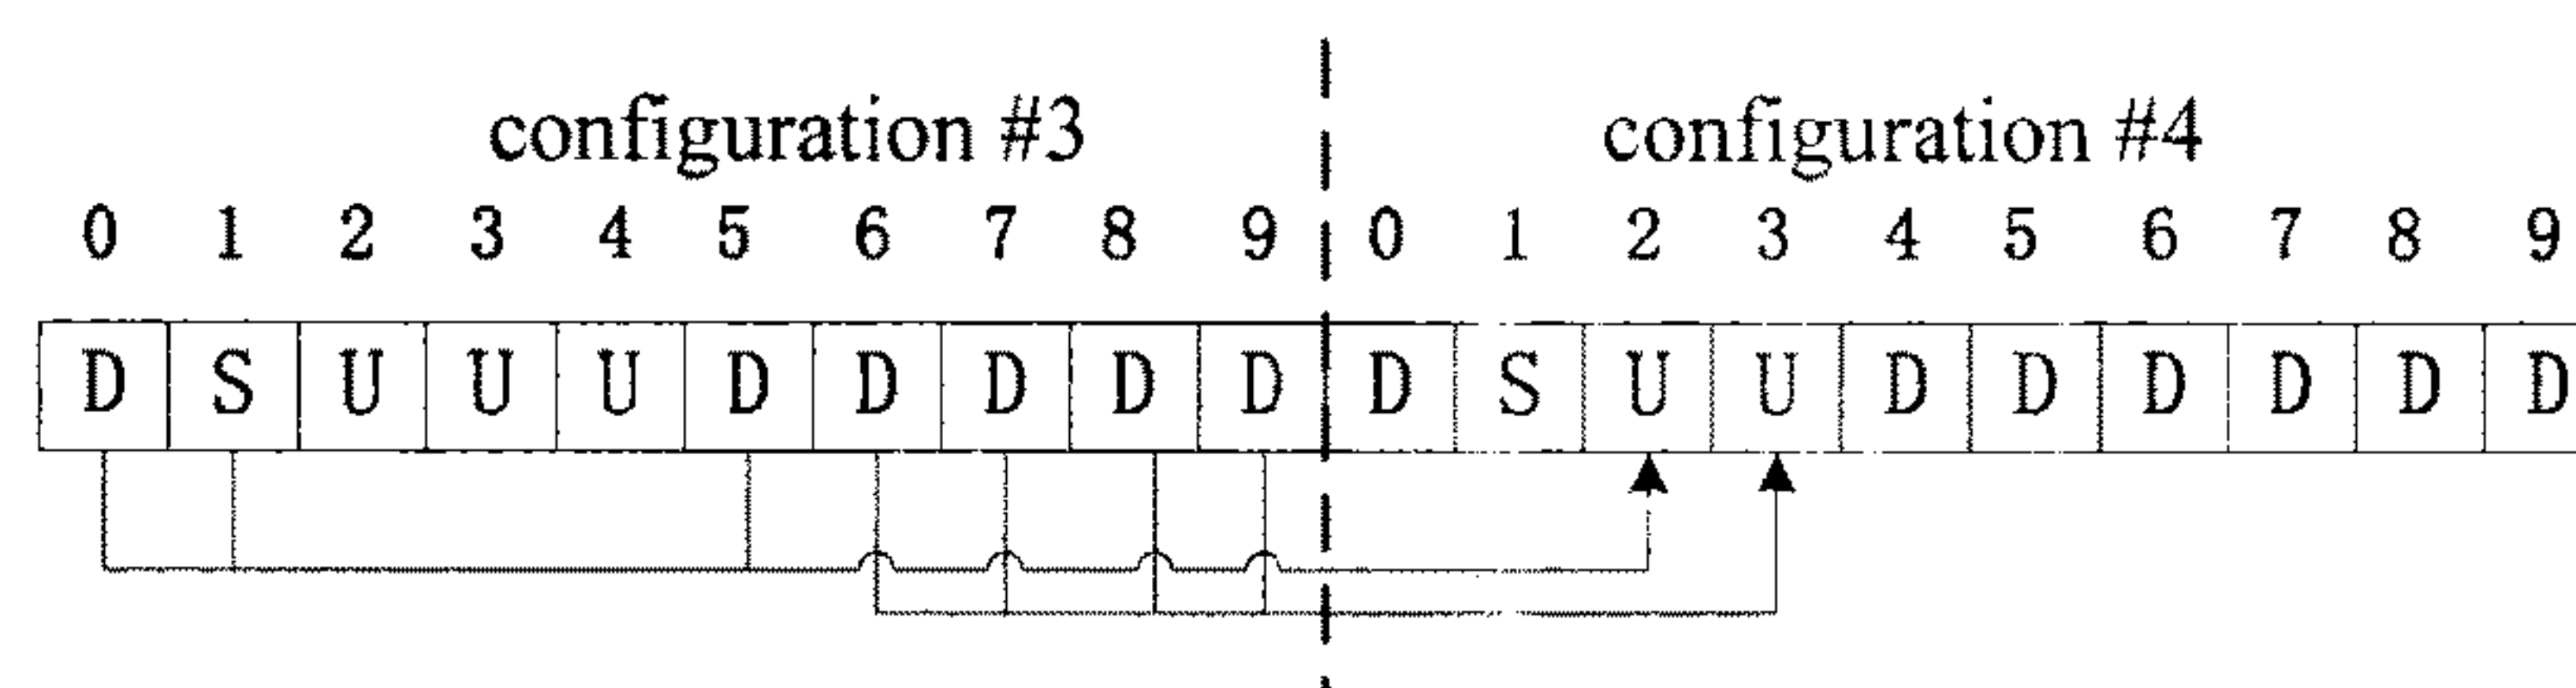 configuration #3 configuration #4
0 1 2 3 4 5 6 7 8 9 0 1 2 3 4 5 6 7 8 9
D S U U U D D D D D D S U U D D D D D D